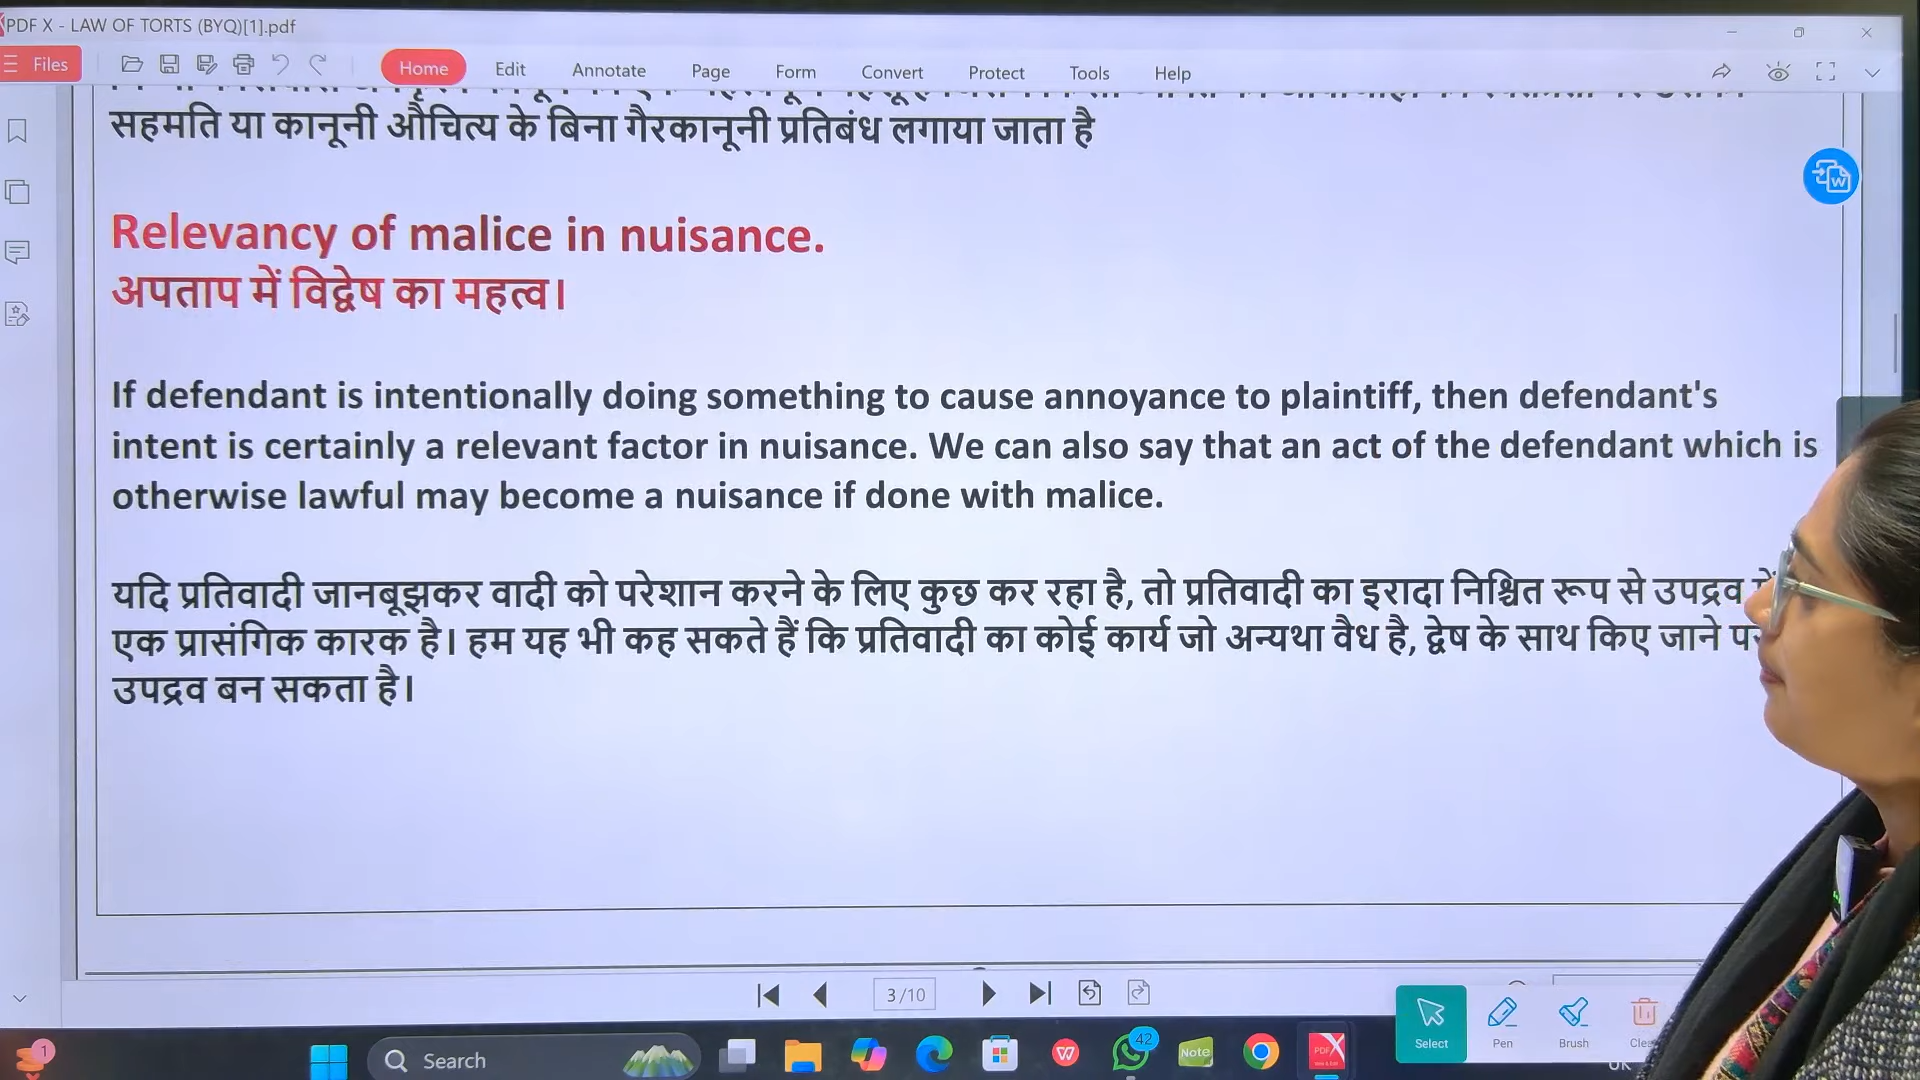 PDF X - LAW OF TORTS (BYQ)[1].pdf
Files Home Edit Annotate Page Form Convert Protect Tools Help
सहमति या कानूनी औचित्य के बिना गैरकानूनी प्रतिबंध लगाया जाता है
W
Relevancy of malice in nuisance.
अपताप में विद्वेष का महत्व।
If defendant is intentionally doing something to cause annoyance to plaintiff, then defendant's
intent is certainly a relevant factor in nuisance. We can also say that an act of the defendant which is
otherwise lawful may become a nuisance if done with malice.
यदि प्रतिवादी जानबूझकर वादी को परेशान करने के लिए कुछ कर रहा है, तो प्रतिवादी का इरादा निश्चित रूप से उपद्रव
एक प्रासंगिक कारक है। हम यह भी कह सकते हैं कि प्रतिवादी का कोई कार्य जो अन्यथा वैध है, द्वेष के साथ किए जाने
उपद्रव बन सकता है।
3/10
Select Pen Brush
1 Search 42 Note PDF X